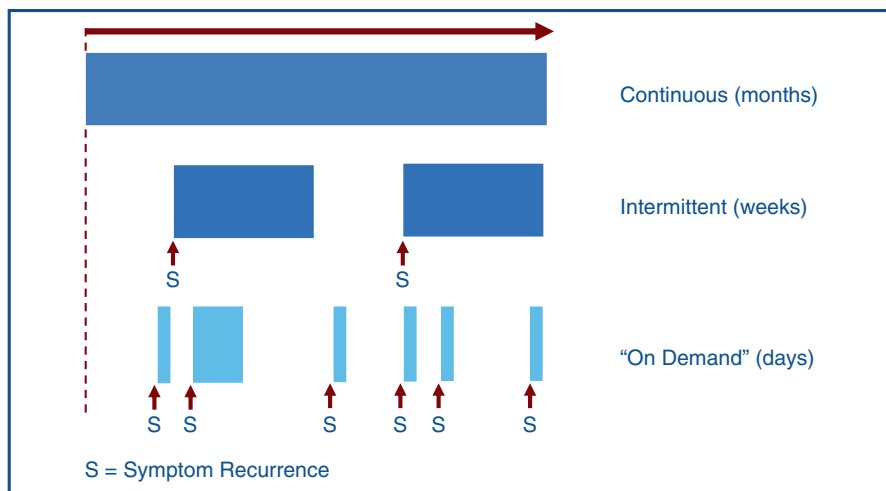 Continuous (months)
Intermittent (weeks)
S S
“On Demand” (days)
S S S S S S
S = Symptom Recurrence